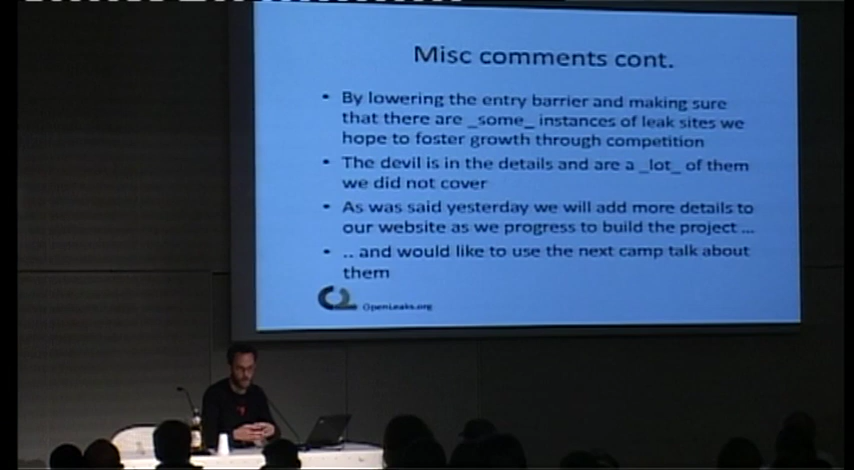 Misc comments cont.
• By lowering the entry barrier and making sure
that there are _some_ instances of leak sites we
hope to foster growth through competition
• The devil is in the details and are a _lot_ of them
we did not cover
• As was said yesterday we will add more details to
our website as we progress to build the project ...
• .. and would like to use the next camp talk about
them
OpenLeaks.org